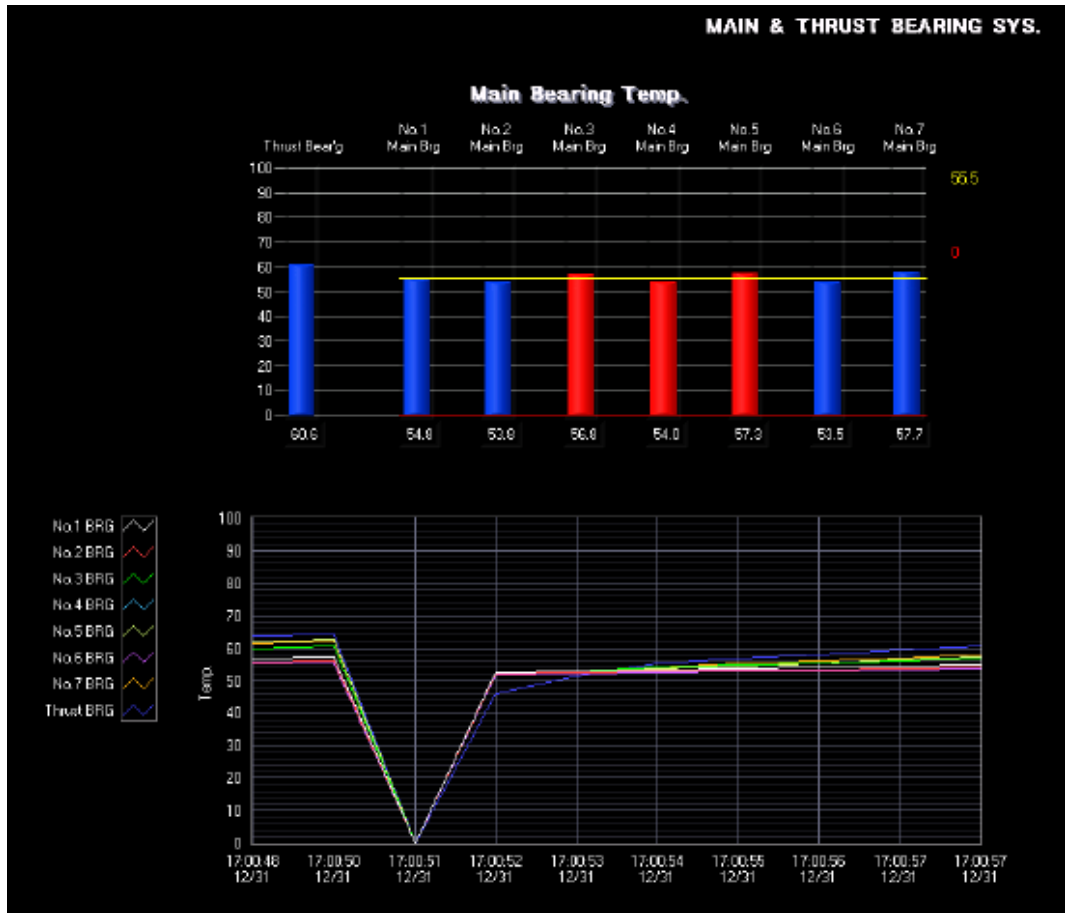 MAIN & THRUST BEARING SYS.
Main Bearing Temp.
No.1 No.2 No.3 No.4 No.5 No.6 No.7
Thrust Bear'g Main Brg Main Brg Main Brg Main Brg Main Brg Main Brg Main Brg
100
90
80
70
60
50
40
30
20
10
0
55.5
0
60.6 54.8 53.8 56.8 54.0 57.3 53.5 57.7
No.1 BRG
No.2 BRG
No.3 BRG
No.4 BRG
No.5 BRG
No.6 BRG
No.7 BRG
Thrust BRG
Temp.
100
90
80
70
60
50
40
30
20
10
0
17:00:48 17:00:50 17:00:51 17:00:52 17:00:53 17:00:54 17:00:55 17:00:56 17:00:57 17:00:57
12/31 12/31 12/31 12/31 12/31 12/31 12/31 12/31 12/31 12/31